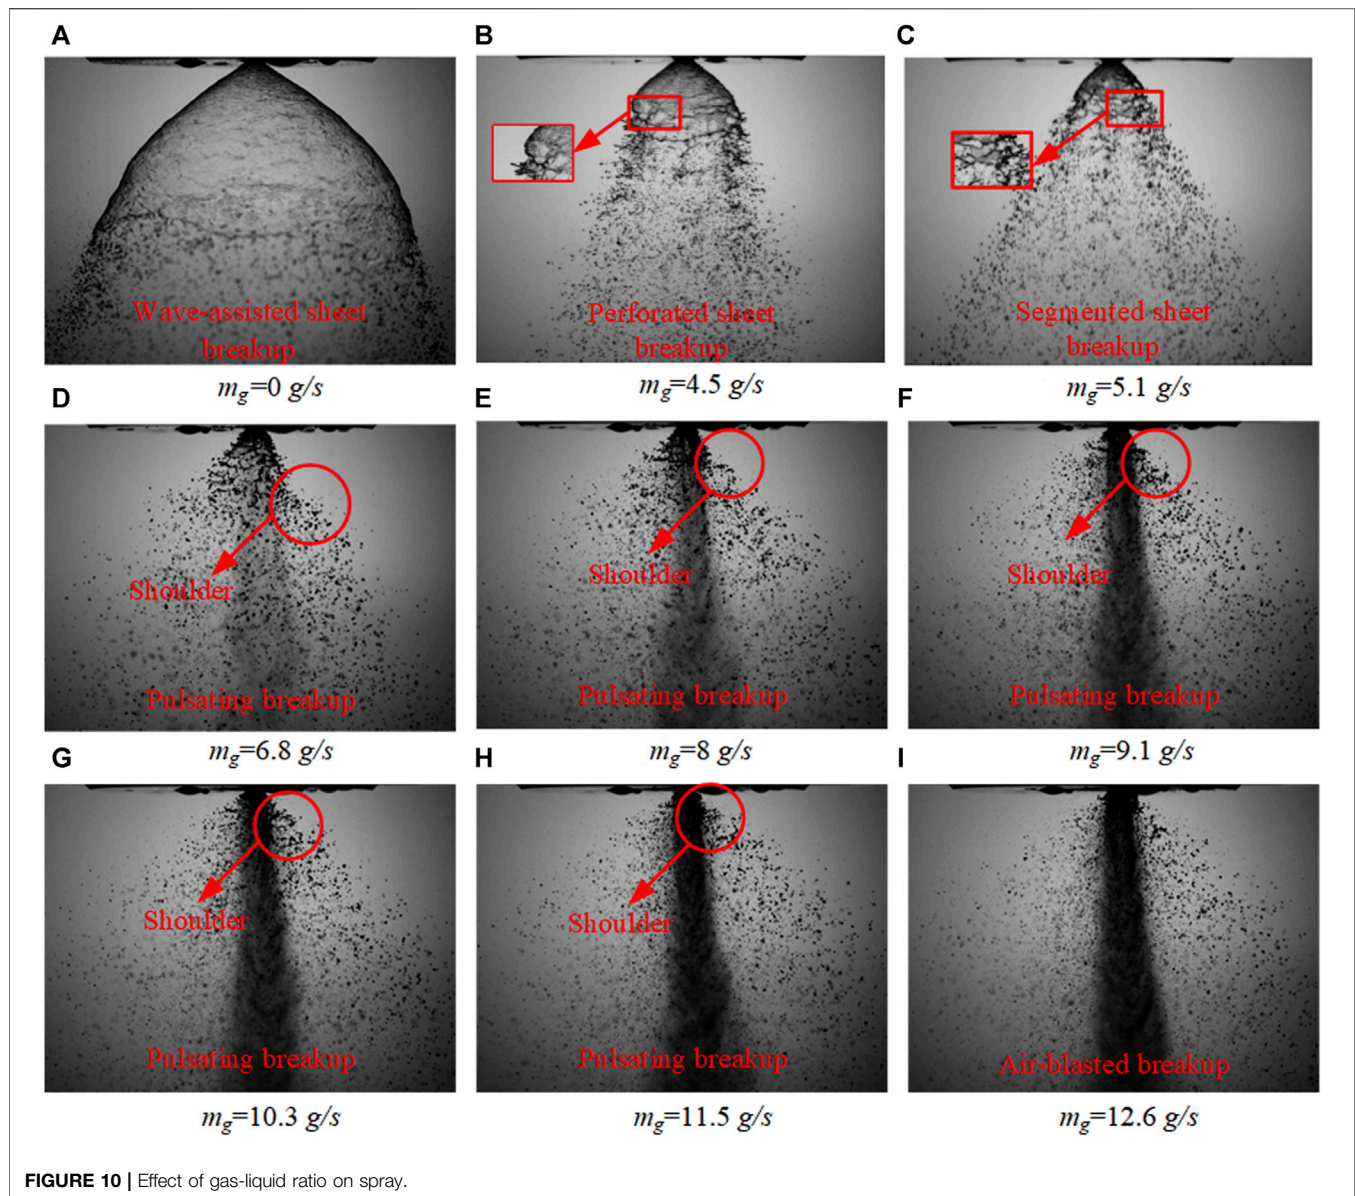 A
B
C
Wave-assisted sheet
breakup
Perforated sheet
breakup
Segmented sheet
breakup
mg=0 g/s
mg=4.5 g/s
mg=5.1 g/s
D
E
F
Shoulder
Shoulder
Shoulder
Pulsating breakup
Pulsating breakup
Pulsating breakup
mg=6.8 g/s
mg=8 g/s
mg=9.1 g/s
G
H
I
Shoulder
Shoulder
Pulsating breakup
Pulsating breakup
Air-blasted breakup
mg=10.3 g/s
mg=11.5 g/s
mg=12.6 g/s
FIGURE 10 | Effect of gas-liquid ratio on spray.